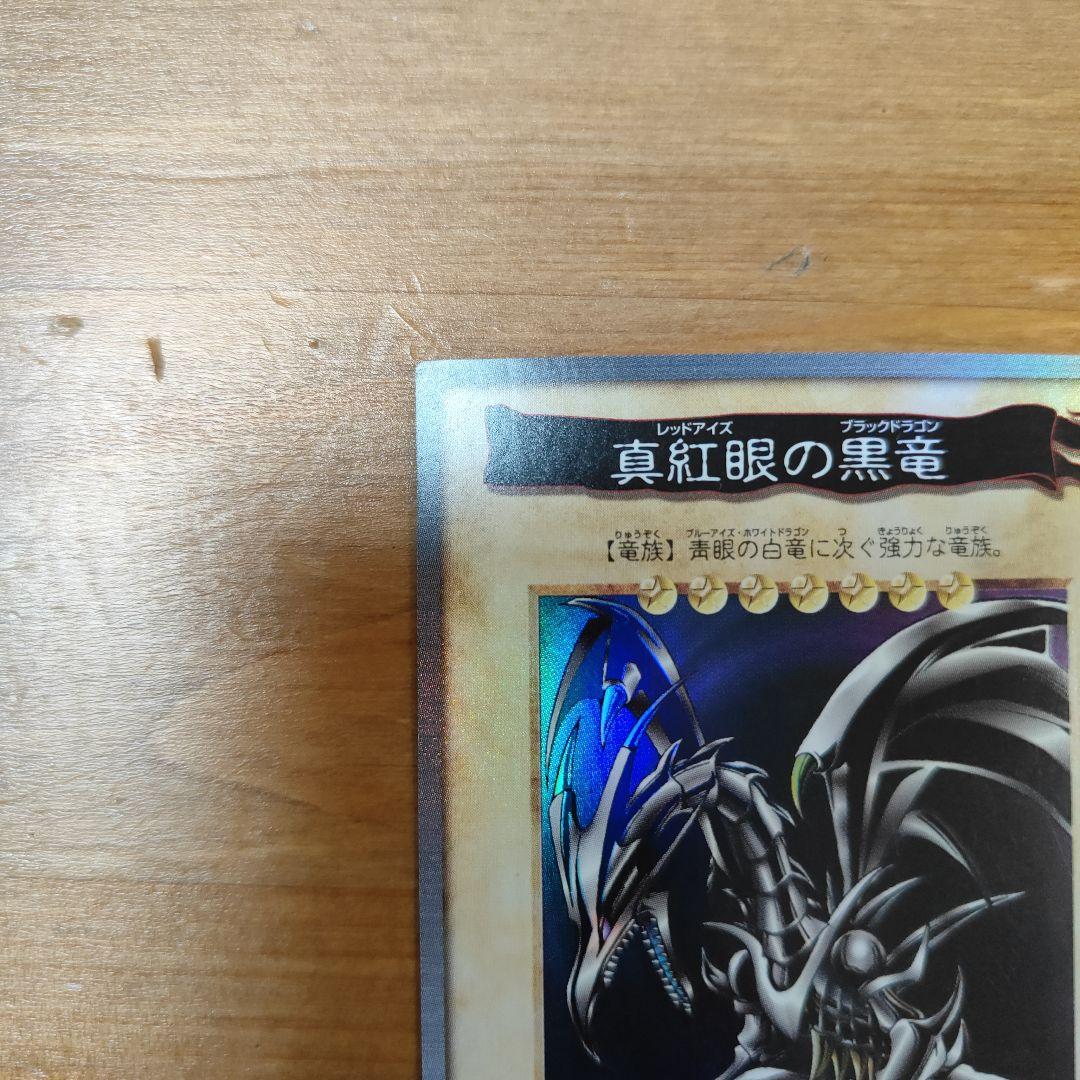 レッドアイズ ブラックドラゴン
真紅眼の黒竜
りゅうぞく ブルーアイズ・ホワイトドラゴン つ きょうりょく りゅうぞく
【竜族】青眼の白竜に次ぐ強力な竜族。